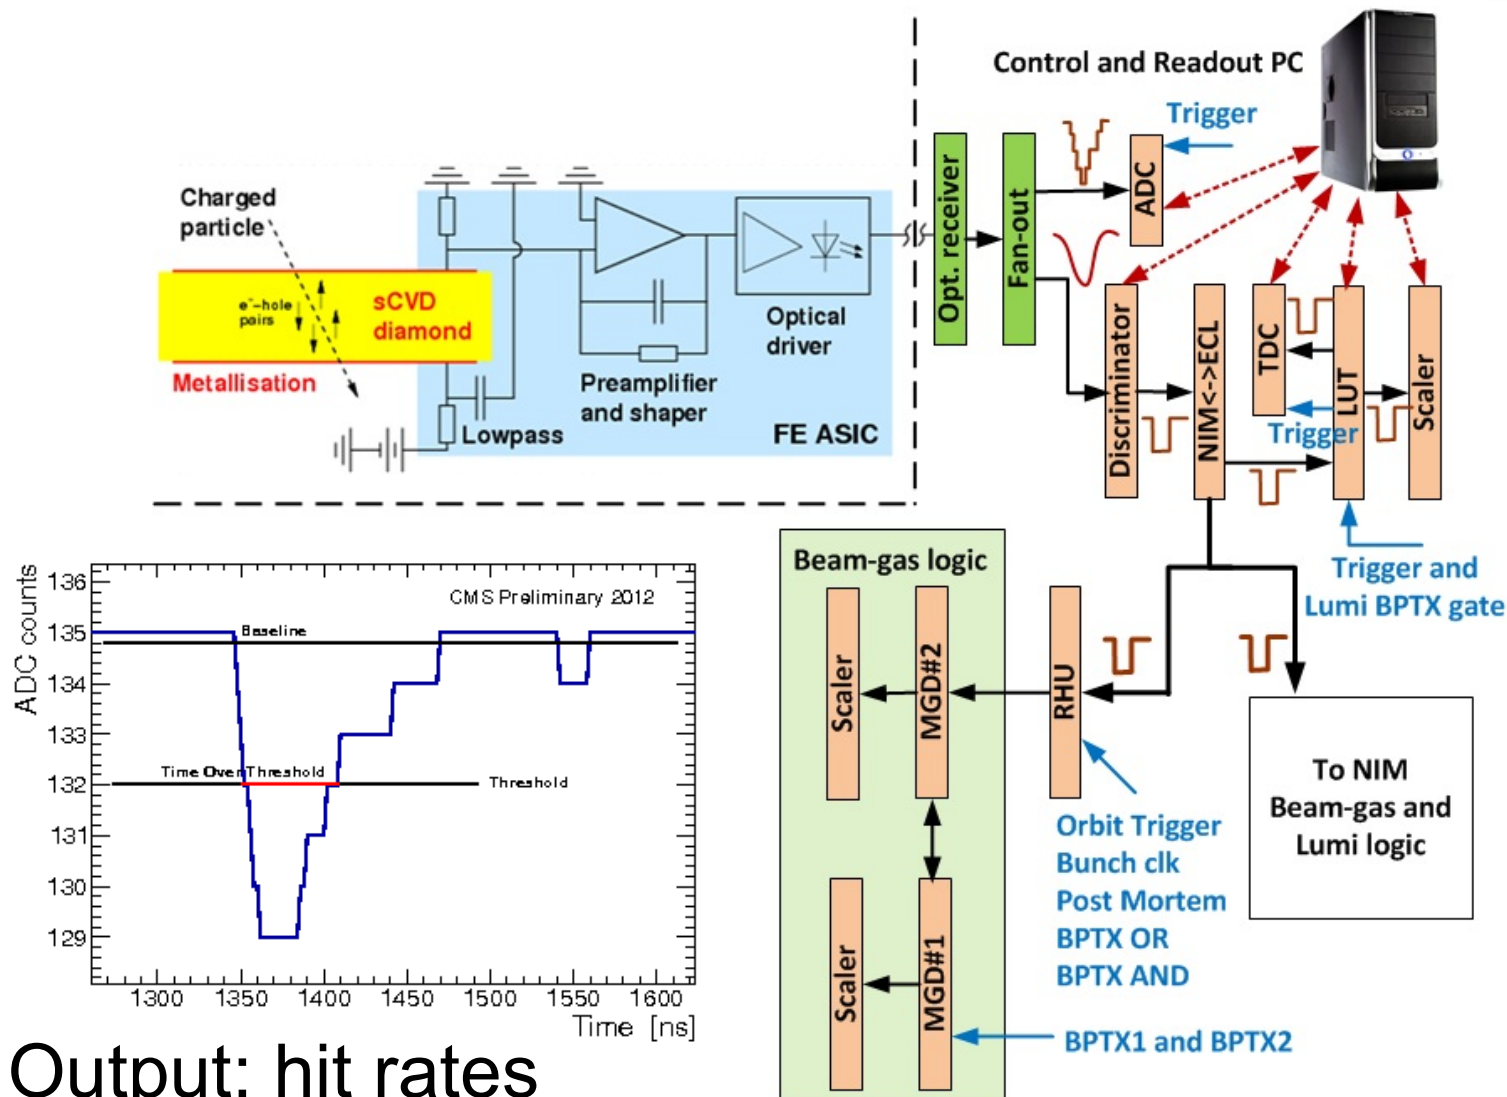 Control and Readout PC
Trigger
Charged
particle
e⁻-hole
pairs
sCVD
diamond
Metallisation
Lowpass
Preamplifier
and shaper
Optical
driver
FE ASIC
Opt. receiver
Fan-out
ADC
Discriminator
NIM<->ECL
TDC
Trigger
LUT
Scaler
Trigger and
Lumi BPTX gate
Beam-gas logic
Scaler
MGD#2
RHU
Scaler
MGD#1
Orbit Trigger
Bunch clk
Post Mortem
BPTX OR
BPTX AND
BPTX1 and BPTX2
To NIM
Beam-gas and
Lumi logic
ADC counts
136
135
134
133
132
131
130
129
CMS Preliminary 2012
Baseline
Time Over Threshold
Threshold
1300 1350 1400 1450 1500 1550 1600
Time [ns]
Output: hit rates